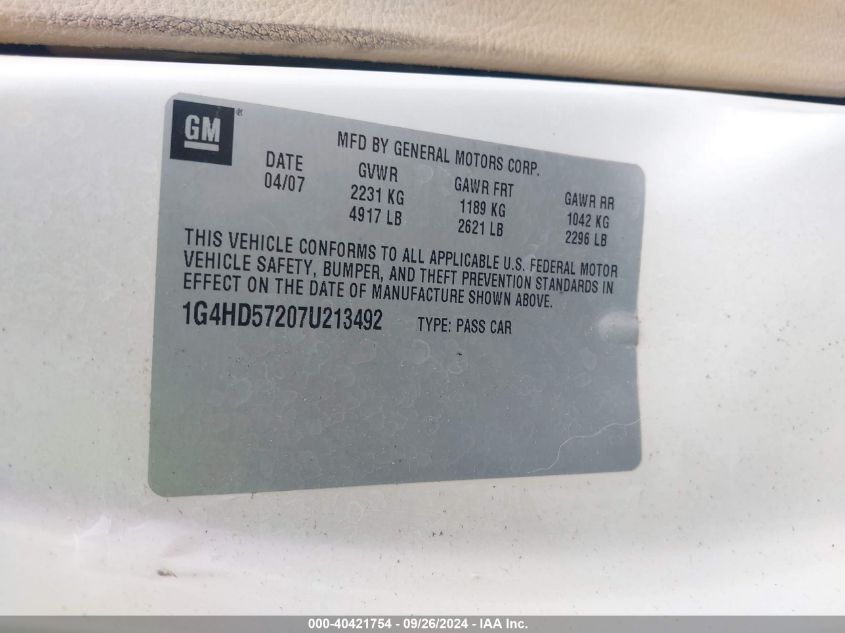 GM
MFD BY GENERAL MOTORS CORP.
DATE GVWR GAWR FRT GAWR RR
04/07 2231 KG 1189 KG 1042 KG
4917 LB 2621 LB 2296 LB
THIS VEHICLE CONFORMS TO ALL APPLICABLE U.S. FEDERAL MOTOR
VEHICLE SAFETY, BUMPER, AND THEFT PREVENTION STANDARDS IN
EFFECT ON THE DATE OF MANUFACTURE SHOWN ABOVE.
1G4HD57207U213492 TYPE: PASS CAR
000-40421754 - 09/26/2024 - IAA Inc.